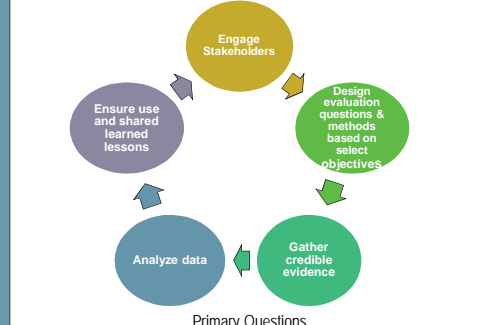 Engage
Stakeholders
Design
evaluation
questions &
methods
based on
select
objectives
Gather
credible
evidence
Analyze data
Ensure use
and shared
learned
lessons
Primary Questions